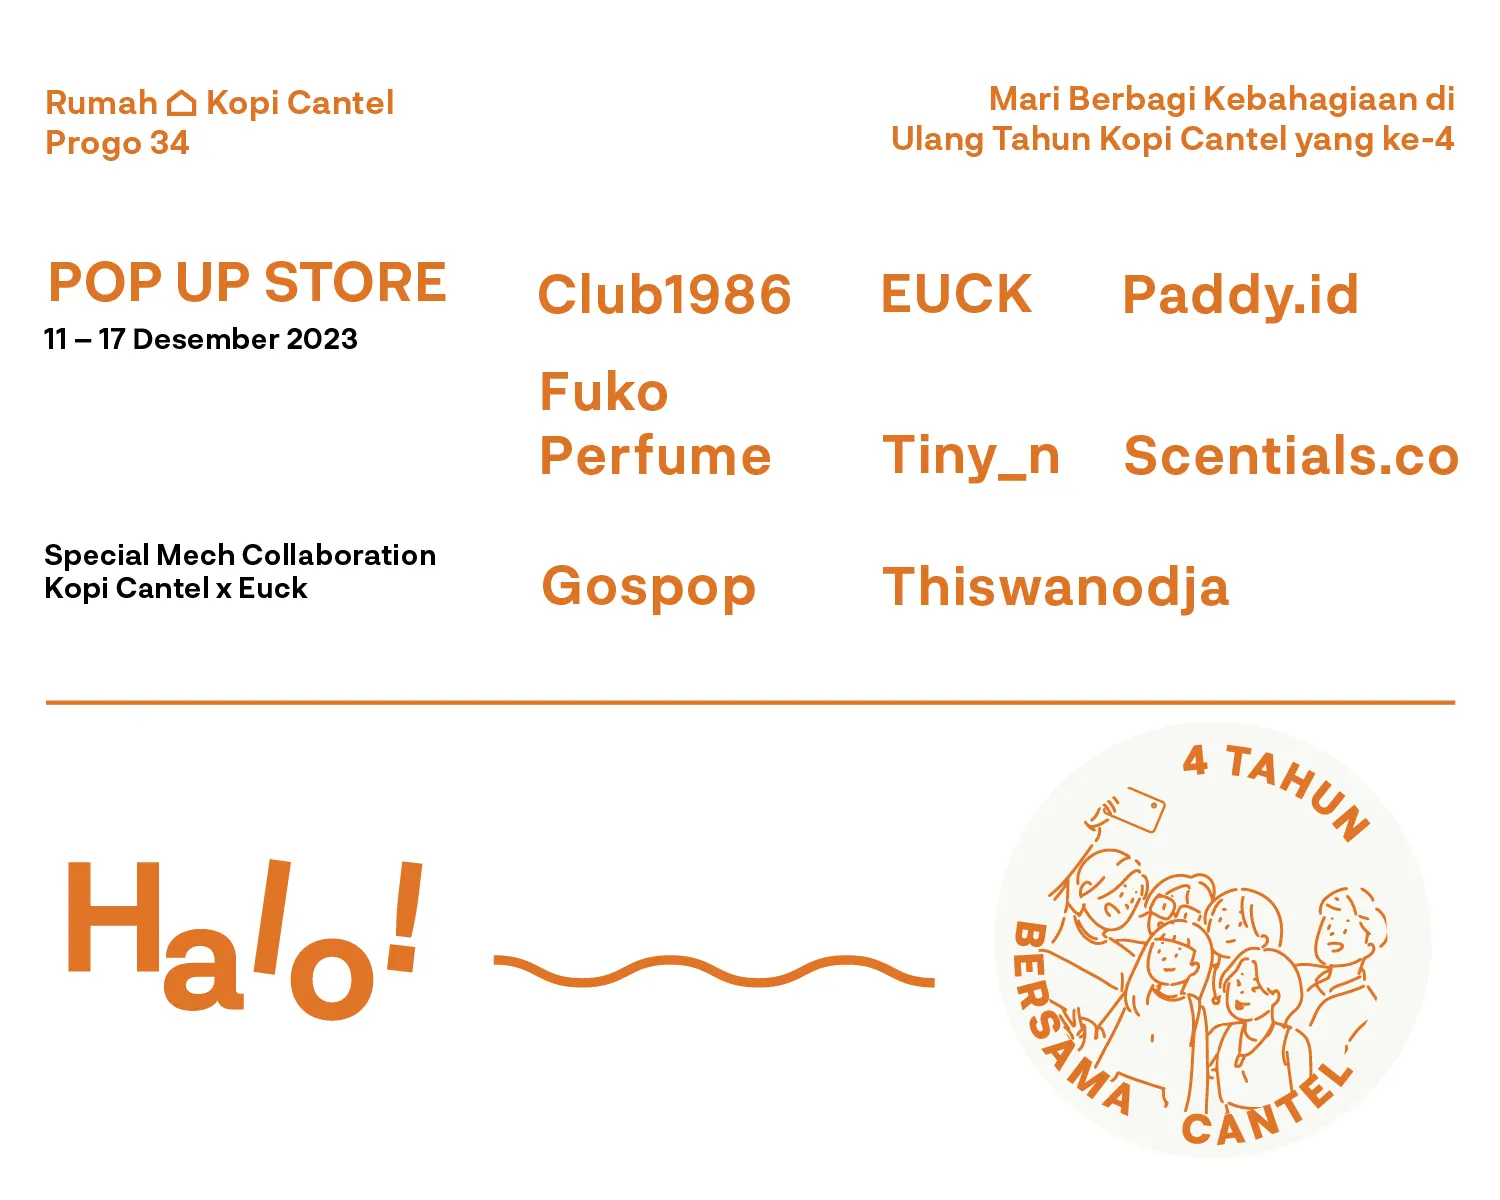 Rumah Kopi Cantel
Progo 34
Mari Berbagi Kebahagiaan di
Ulang Tahun Kopi Cantel yang ke-4
POP UP STORE
11 – 17 Desember 2023
Club1986
EUCK
Paddy.id
Fuko
Perfume
Tiny_n
Scentials.co
Special Mech Collaboration
Kopi Cantel x Euck
Gospop
Thiswanodja
Halo!
4 TAHUN
BERSAMA
CANTEL